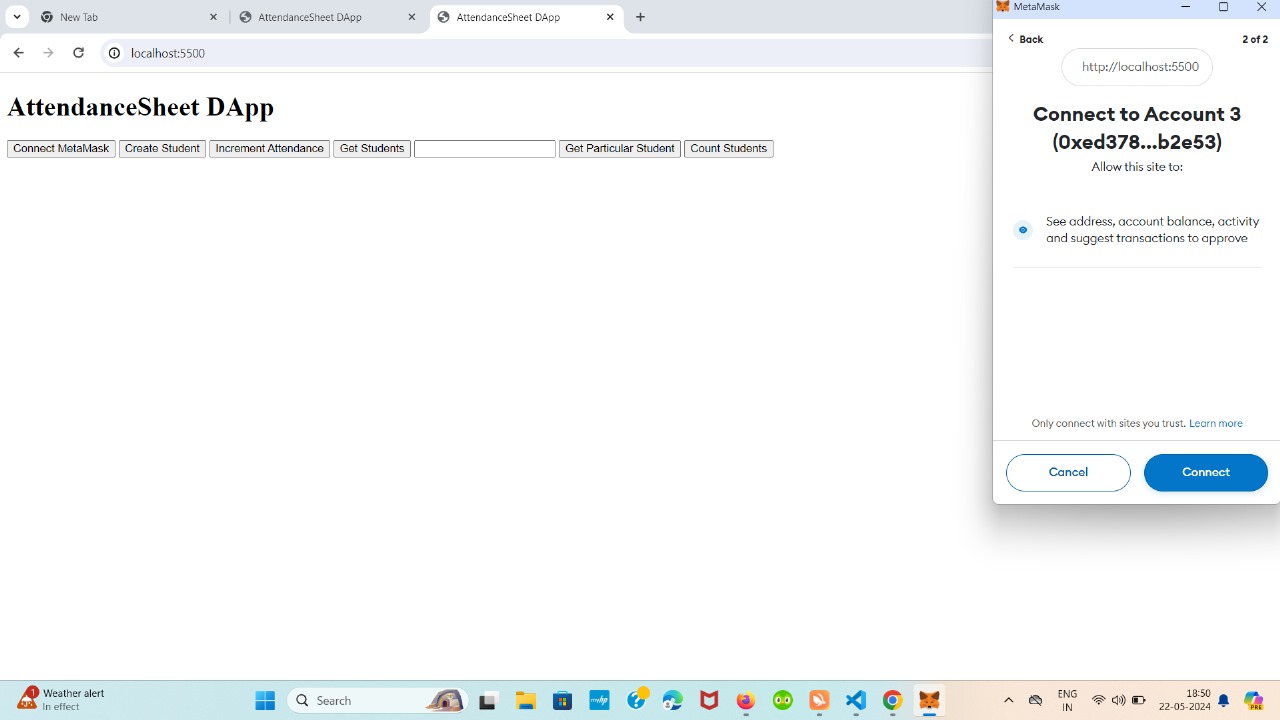 New Tab
AttendanceSheet DApp
AttendanceSheet DApp
localhost:5500
AttendanceSheet DApp
Connect MetaMask
Create Student
Increment Attendance
Get Students
Get Particular Student
Count Students
MetaMask
Back
2 of 2
http://localhost:5500
Connect to Account 3
(0xed378...b2e53)
Allow this site to:
See address, account balance, activity
and suggest transactions to approve
Only connect with sites you trust. Learn more
Cancel
Connect
1
Weather alert
In effect
Search
myhp
ENG
IN
18:50
22-05-2024
PRE